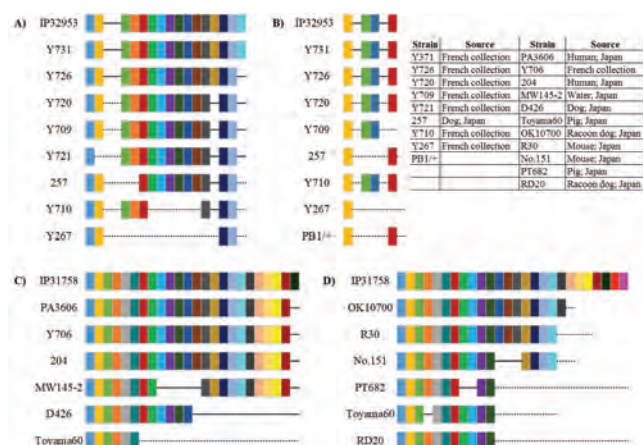 A)
IP32953
Y731
Y726
Y720
Y709
Y721
257
Y710
Y267
B)
IP32953
Y731
Y726
Y720
Y709
257
Y710
Y267
PB1/+
Strain Source Strain Source
Y371 French collection PA3606 Human; Japan
Y726 French collection Y706 French collection
Y720 French collection 204 Human; Japan
Y709 French collection MW145-2 Water; Japan
Y721 French collection D426 Dog; Japan
257 Dog; Japan Toyama60 Pig; Japan
Y710 French collection OK10700 Racoon dog; Japan
Y267 French collection R30 Mouse; Japan
PB1/+ No.151 Mouse; Japan
PT682 Pig; Japan
RD20 Racoon dog; Japan
C)
IP31758
PA3606
Y706
204
MW145-2
D426
Toyama60
D)
IP31758
OK10700
R30
No.151
PT682
Toyama60
RD20